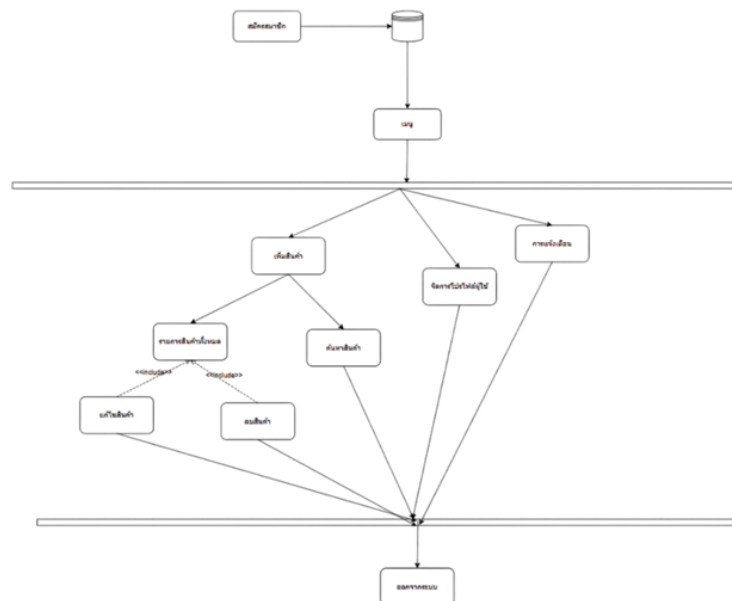 สมัครสมาชิก
เมนู
การแจ้งเตือน
เพิ่มสินค้า
จัดการโปรไฟล์ผู้ใช้
รายการสินค้าทั้งหมด
ค้นหาสินค้า
<<include>>
<<include>>
แก้ไขสินค้า
ลบสินค้า
ออกจากระบบ